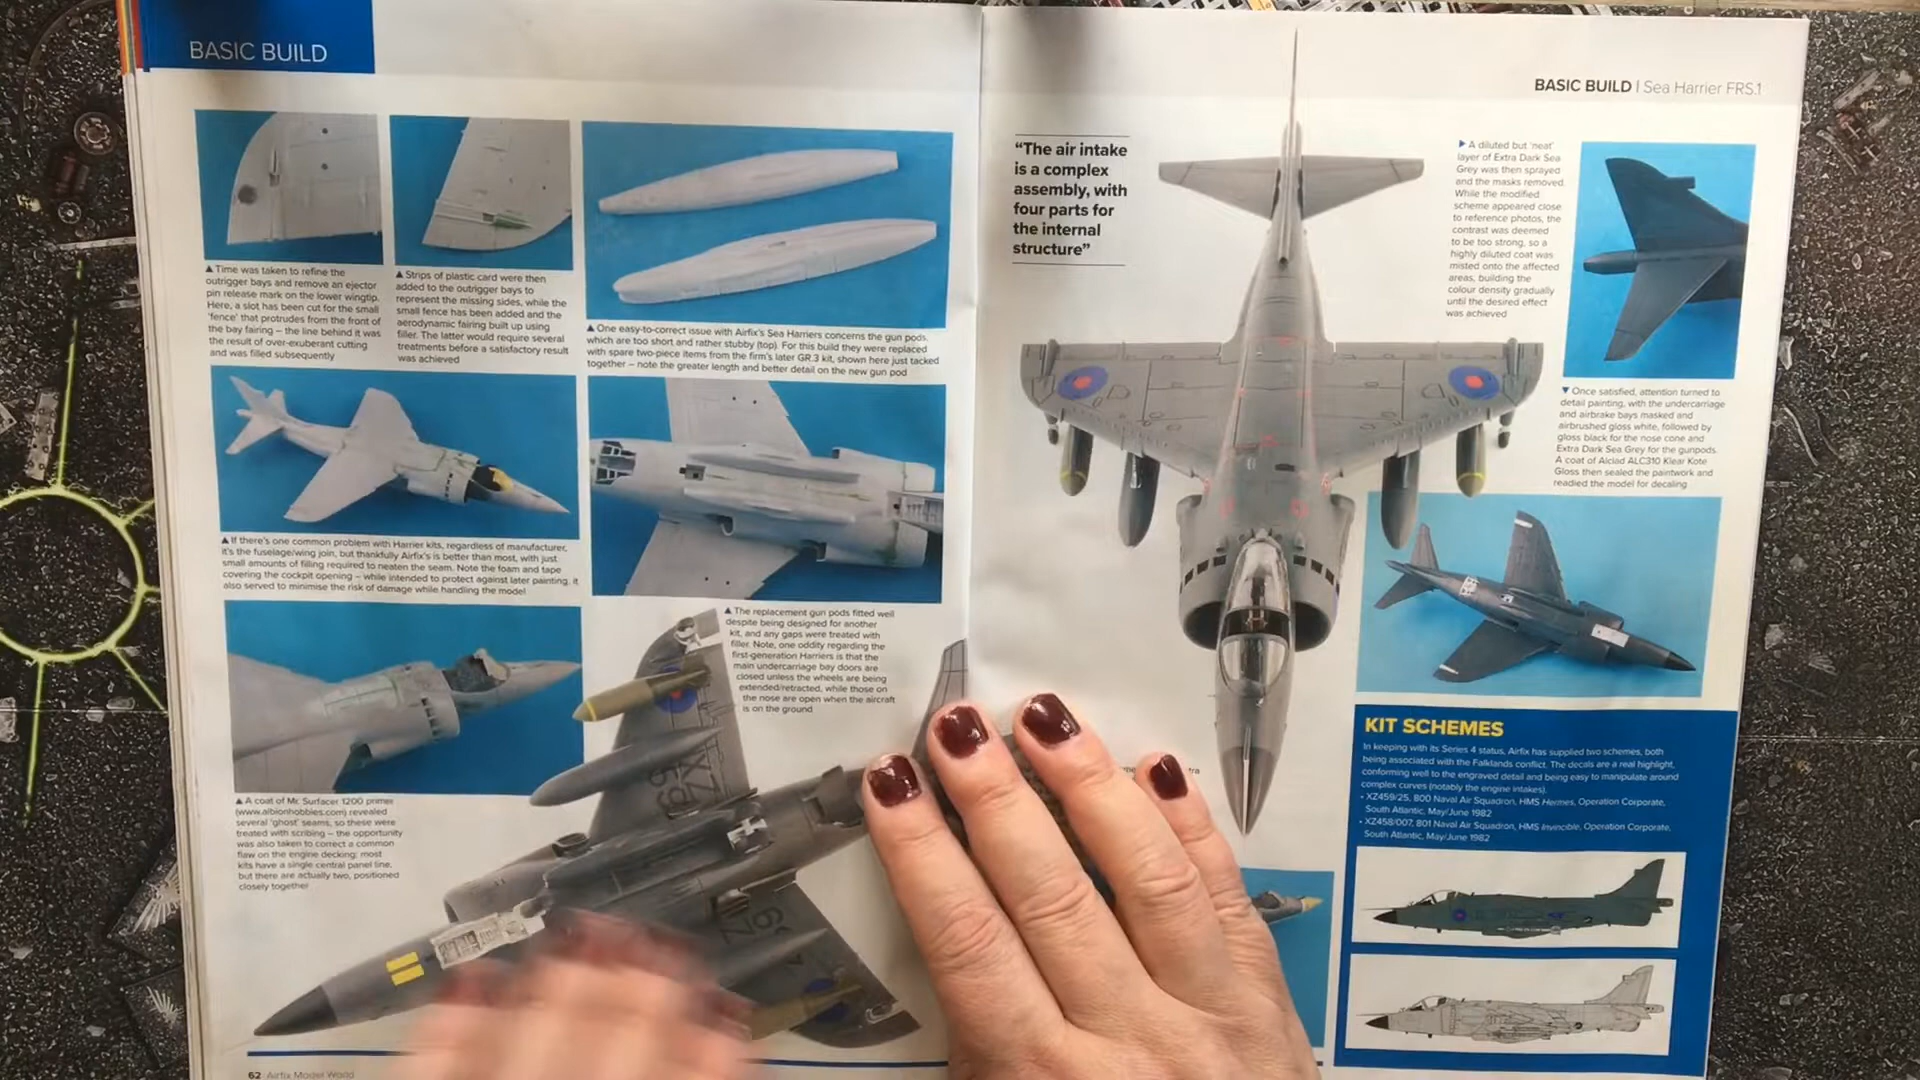 BASIC BUILD
▲ Time was taken to refine the
outrigger bays and remove an ejector
pin release mark on the lower wingtip.
Here, a slot has been cut for the small
'fence' that protrudes from the front of
the bay fairing – the line behind it was
the result of over-exuberant cutting
and was filled subsequently
▲ Strips of plastic card were then
added to the outrigger bays to
represent the missing sides, while the
small fence has been added and the
aerodynamic fairing built up using
filler. The latter would require several
treatments before a satisfactory result
was achieved
▲ One easy-to-correct issue with Airfix's Sea Harriers concerns the gun pods,
which are too short and rather stubby (top). For this build they were replaced
with spare two-piece items from the firm's later GR.3 kit, shown here just tacked
together – note the greater length and better detail on the new gun pod
▲ If there's one common problem with Harrier kits, regardless of manufacturer,
it's the fuselage/wing join, but thankfully Airfix's is better than most, with just
small amounts of filling required to neaten the seam. Note the foam and tape
covering the cockpit opening – while intended to protect against later painting, it
also served to minimise the risk of damage while handling the model
▲ The replacement gun pods fitted well
despite being designed for another
kit, and any gaps were treated with
filler. Note, one oddity regarding the
first-generation Harriers is that the
main undercarriage bay doors are
closed unless the wheels are being
extended/retracted, while those on
the nose are open when the aircraft
is on the ground
▲ A coat of Mr. Surfacer 1200 primer
(www.albionhobbies.com) revealed
several 'ghost' seams, so these were
treated with scribing – the opportunity
was also taken to correct a common
flaw on the engine decking: most
kits have a single central panel line,
but there are actually two, positioned
closely together
62 Airfix Model World
BASIC BUILD | Sea Harrier FRS.1
“The air intake
is a complex
assembly, with
four parts for
the internal
structure”
▶ A diluted but 'neat'
layer of Extra Dark Sea
Grey was then sprayed
and the masks removed.
While the modified
scheme appeared close
to reference photos, the
contrast was deemed
to be too strong, so a
highly diluted coat was
misted onto the affected
areas, building the
colour density gradually
until the desired effect
was achieved
▼ Once satisfied, attention turned to
detail painting, with the undercarriage
and airbrake bays masked and
airbrushed gloss white, followed by
gloss black for the nose cone and
Extra Dark Sea Grey for the gunpods.
A coat of Alclad ALC310 Klear Kote
Gloss then sealed the paintwork and
readied the model for decaling
KIT SCHEMES
In keeping with its Series 4 status, Airfix has supplied two schemes, both
being associated with the Falklands conflict. The decals are a real highlight,
conforming well to the engraved detail and being easy to manipulate around
complex curves (notably the engine intakes).
• XZ459/25, 800 Naval Air Squadron, HMS Hermes, Operation Corporate,
South Atlantic, May/June 1982
• XZ458/007, 801 Naval Air Squadron, HMS Invincible, Operation Corporate,
South Atlantic, May/June 1982